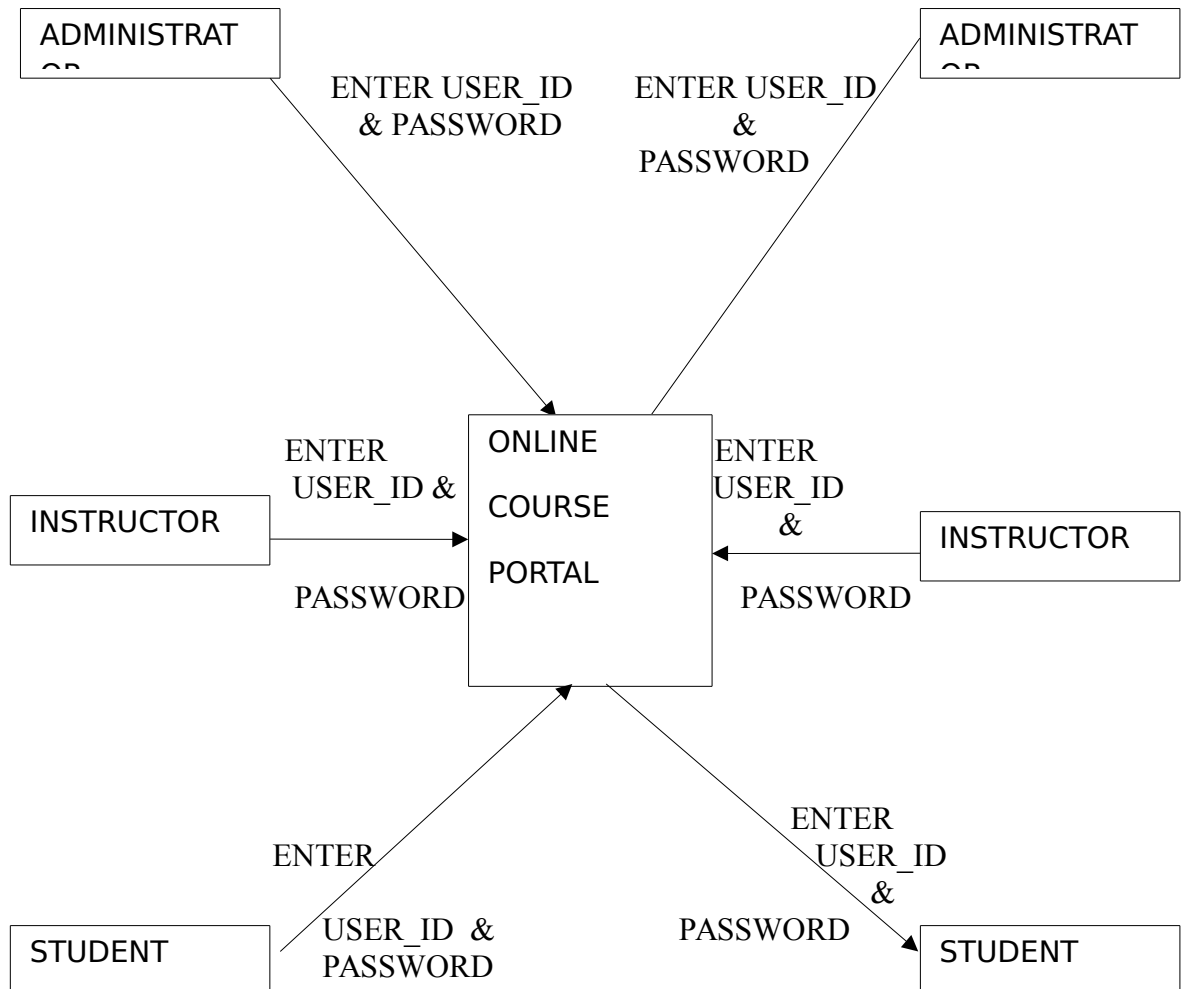 ADMINISTRAT
ADMINISTRAT
ENTER USER_ID
& PASSWORD
ENTER USER_ID
&
PASSWORD
ENTER
USER_ID &
PASSWORD
ONLINE
COURSE
PORTAL
ENTER
USER_ID
&
PASSWORD
INSTRUCTOR
INSTRUCTOR
ENTER
USER_ID &
PASSWORD
ENTER
USER_ID
&
PASSWORD
STUDENT
STUDENT